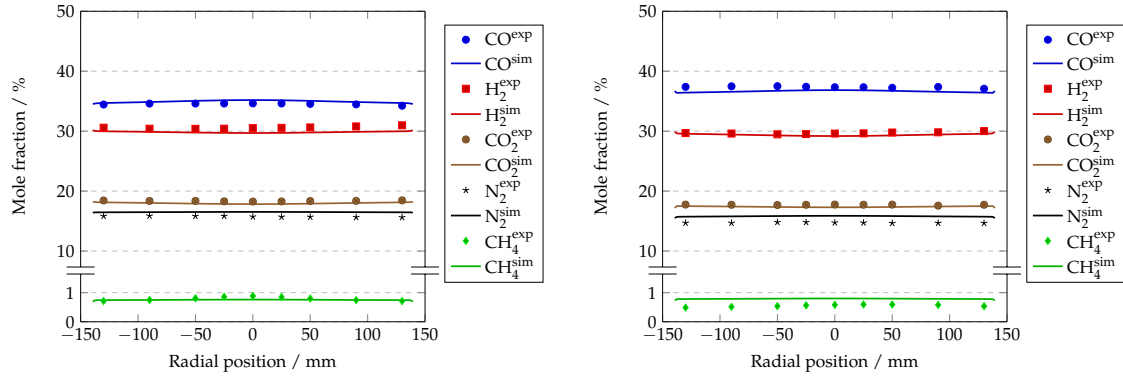 50
40
30
20
10
1
0
Mole fraction / %
−150 −100 −50 0 50 100 150
Radial position / mm
CO^exp
CO^sim
H₂^exp
H₂^sim
CO₂^exp
CO₂^sim
N₂^exp
N₂^sim
CH₄^exp
CH₄^sim
50
40
30
20
10
1
0
Mole fraction / %
−150 −100 −50 0 50 100 150
Radial position / mm
CO^exp
CO^sim
H₂^exp
H₂^sim
CO₂^exp
CO₂^sim
N₂^exp
N₂^sim
CH₄^exp
CH₄^sim